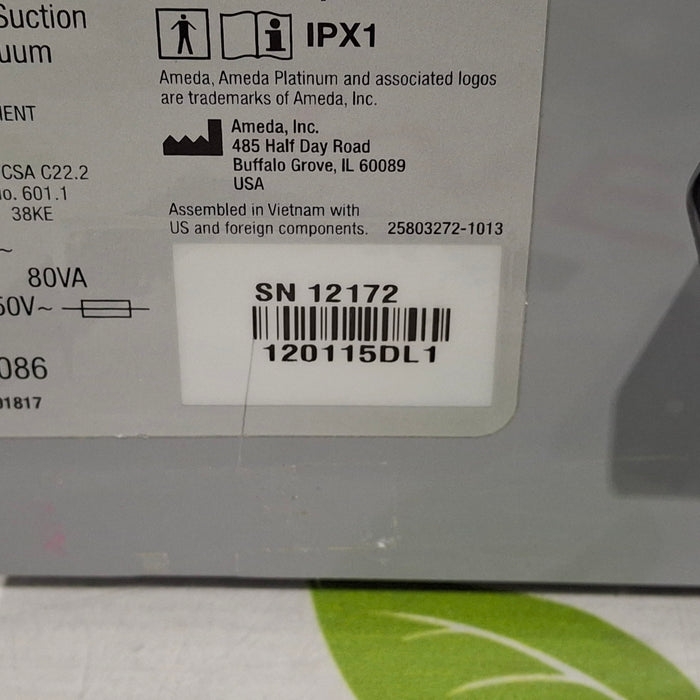 Suction
uum
IENT
CSA C22.2
no. 601.1
38KE
~
80VA
50V~
086
01817
IPX1
Ameda, Ameda Platinum and associated logos
are trademarks of Ameda, Inc.
Ameda, Inc.
485 Half Day Road
Buffalo Grove, IL 60089
USA
Assembled in Vietnam with
US and foreign components. 25803272-1013
SN 12172
120115DL1